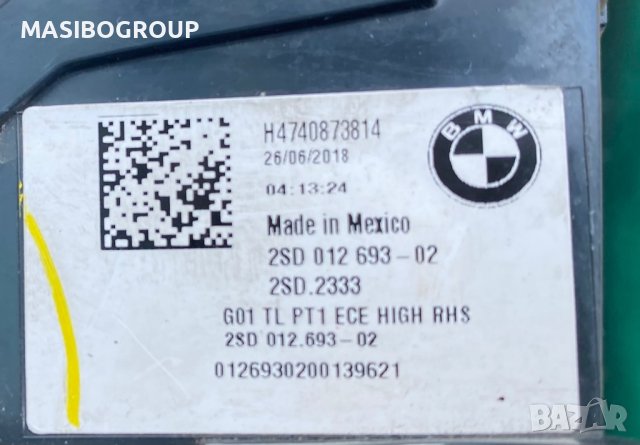 MASIBOGROUP
H4740873814
26/06/2018
04:13:24
BMW
Made in Mexico
2SD 012 693-02
2SD.2333
G01 TL PT1 ECE HIGH RHS
2SD 012.693-02
0126930200139621
BAZAR